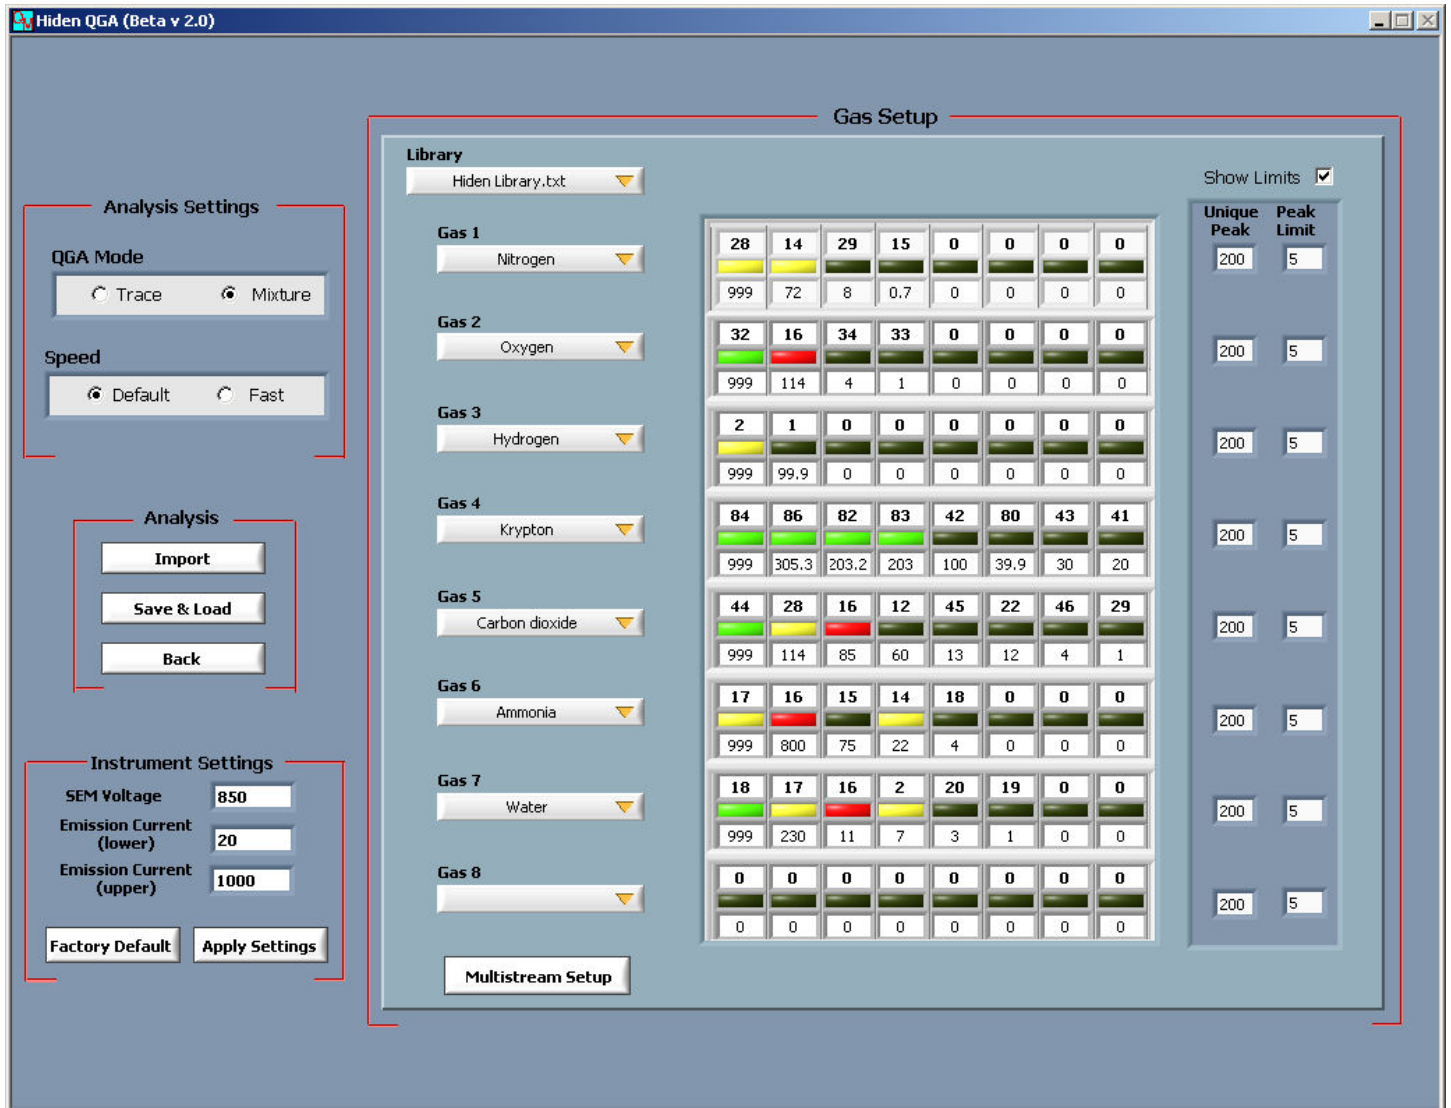 Hiden QGA (Beta v 2.0)
Gas Setup
Library
Hiden Library.txt
Show Limits
Unique Peak
Peak Limit
Analysis Settings
QGA Mode
Trace Mixture
Speed
Default Fast
Gas 1
Nitrogen
28 14 29 15 0 0 0 0
999 72 8 0.7 0 0 0 0
200 5
Gas 2
Oxygen
32 16 34 33 0 0 0 0
999 114 4 1 0 0 0 0
200 5
Gas 3
Hydrogen
2 1 0 0 0 0 0 0
999 99.9 0 0 0 0 0 0
200 5
Gas 4
Krypton
84 86 82 83 42 80 43 41
999 305.3 203.2 203 100 39.9 30 20
200 5
Gas 5
Carbon dioxide
44 28 16 12 45 22 46 29
999 114 85 60 13 12 4 1
200 5
Gas 6
Ammonia
17 16 15 14 18 0 0 0
999 800 75 22 4 0 0 0
200 5
Gas 7
Water
18 17 16 2 20 19 0 0
999 230 11 7 3 1 0 0
200 5
Gas 8
0 0 0 0 0 0 0 0
0 0 0 0 0 0 0 0
200 5
Multistream Setup
Analysis
Import
Save & Load
Back
Instrument Settings
SEM Voltage 850
Emission Current
(lower) 20
Emission Current
(upper) 1000
Factory Default Apply Settings